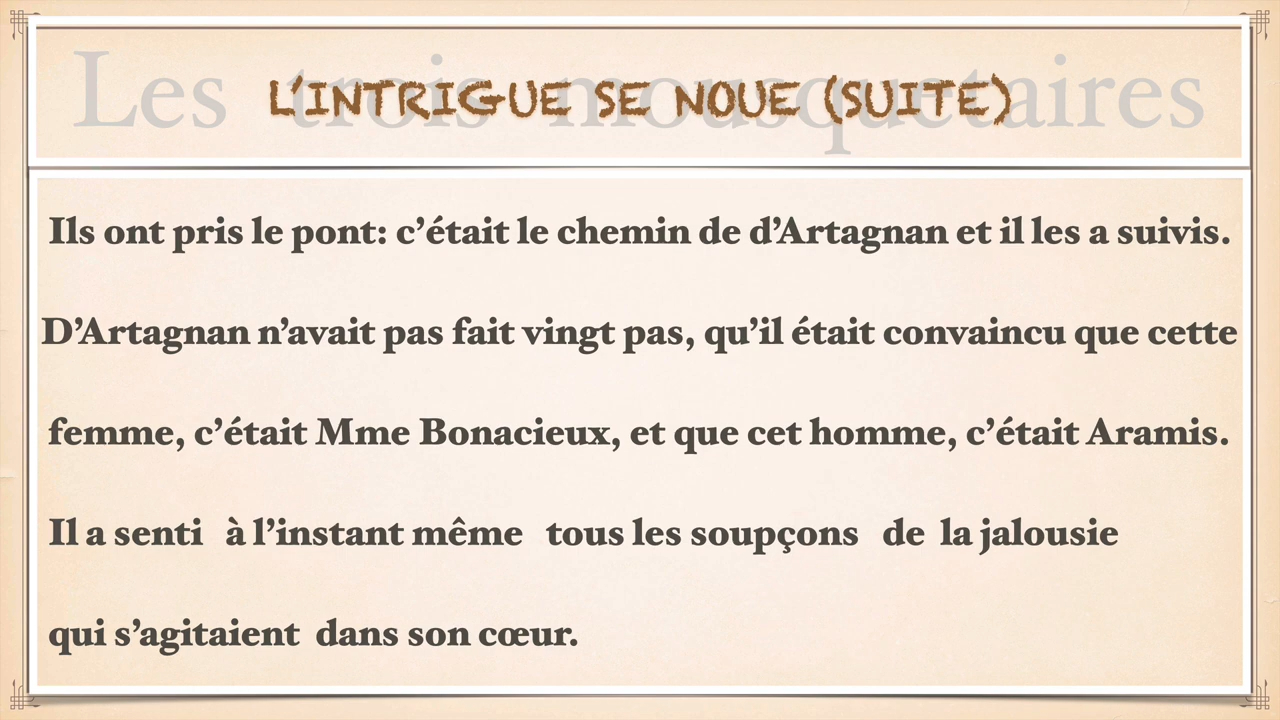 Les trois mousquetaires
L'INTRIGUE SE NOUE (SUITE)
Ils ont pris le pont: c'était le chemin de d'Artagnan et il les a suivis.
D'Artagnan n'avait pas fait vingt pas, qu'il était convaincu que cette
femme, c'était Mme Bonacieux, et que cet homme, c'était Aramis.
Il a senti à l'instant même tous les soupçons de la jalousie
qui s'agitaient dans son cœur.